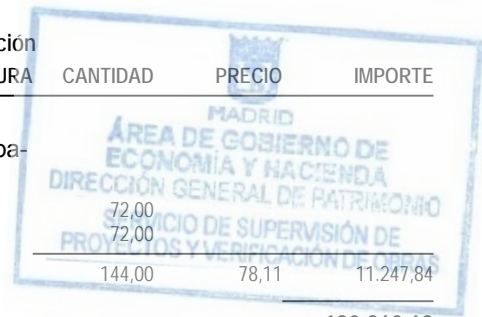 ción
URA CANTIDAD PRECIO IMPORTE
MADRID
ÁREA DE GOBIERNO DE
ECONOMÍA Y HACIENDA
DIRECCIÓN GENERAL DE PATRIMONIO
SERVICIO DE SUPERVISIÓN DE
PROYECTOS Y VERIFICACIÓN DE OBRAS
pa-
72,00
72,00
144,00 78,11 11.247,84